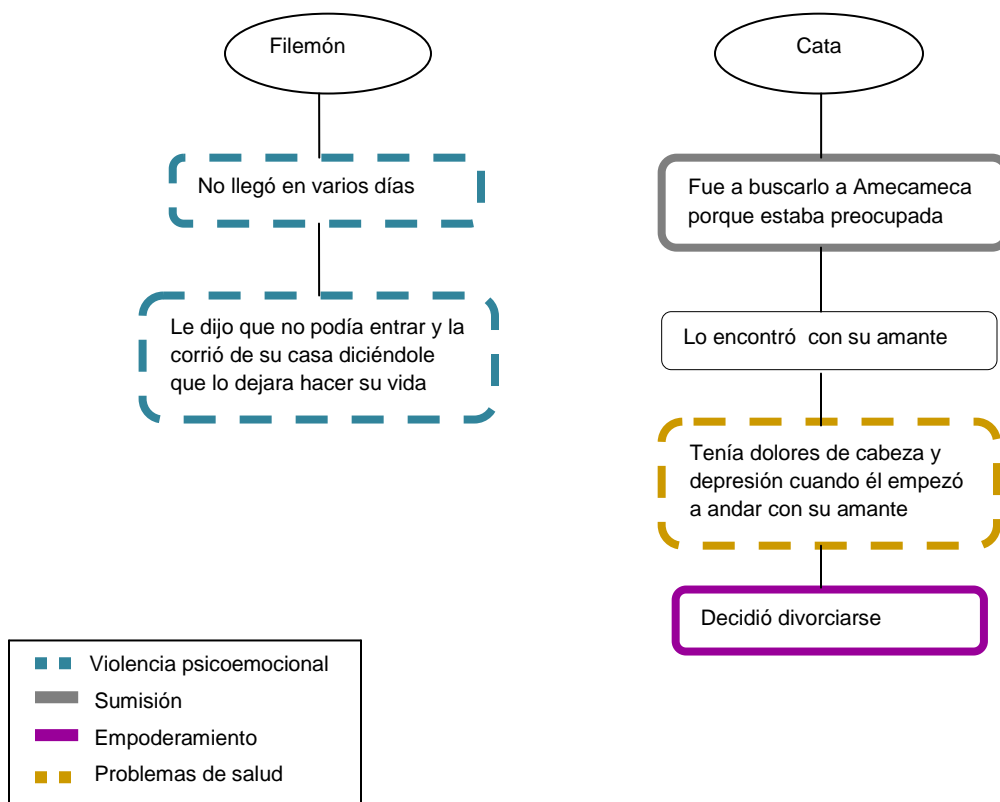 Filemón
Cata
No llegó en varios días
Fue a buscarlo a Amecameca
porque estaba preocupada
Le dijo que no podía entrar y la
corrió de su casa diciéndole
que lo dejara hacer su vida
Lo encontró con su amante
Tenía dolores de cabeza y
depresión cuando él empezó
a andar con su amante
Decidió divorciarse
Violencia psicoemocional
Sumisión
Empoderamiento
Problemas de salud